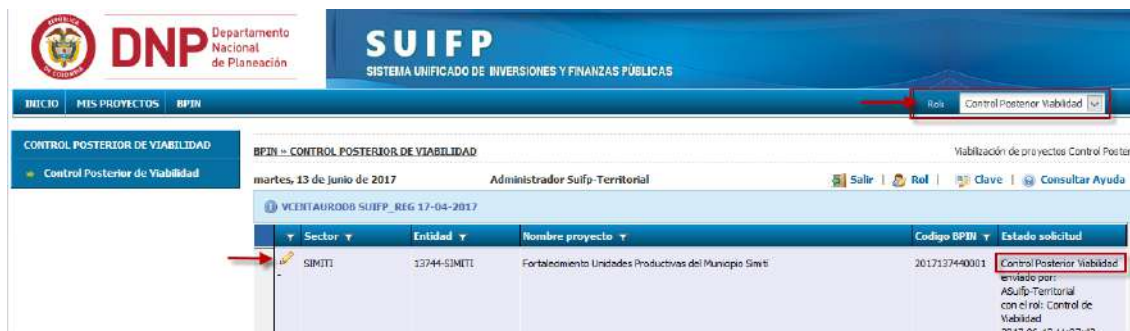 REPÚBLICA DE COLOMBIA
DNP Departamento
Nacional
de Planeación
SUIFP
SISTEMA UNIFICADO DE INVERSIONES Y FINANZAS PÚBLICAS
INICIO MIS PROYECTOS BPIN
Rol: Control Posterior Viabilidad
CONTROL POSTERIOR DE VIABILIDAD
Control Posterior de Viabilidad
BPIN » CONTROL POSTERIOR DE VIABILIDAD
Viabilización de proyectos Control Poster
martes, 13 de junio de 2017 Administrador Suifp-Territorial Salir | Rol | Clave | Consultar Ayuda
VCENTAURODB SUIFP_REG 17-04-2017
Sector Entidad Nombre proyecto Codigo BPIN Estado solicitud
SIMITI 13744-SIMITI Fortalecimiento Unidades Productivas del Municipio Simiti 2017137440001 Control Posterior Viabilidad
enviado por:
ASuifp-Territorial
con el rol: Control de
Viabilidad